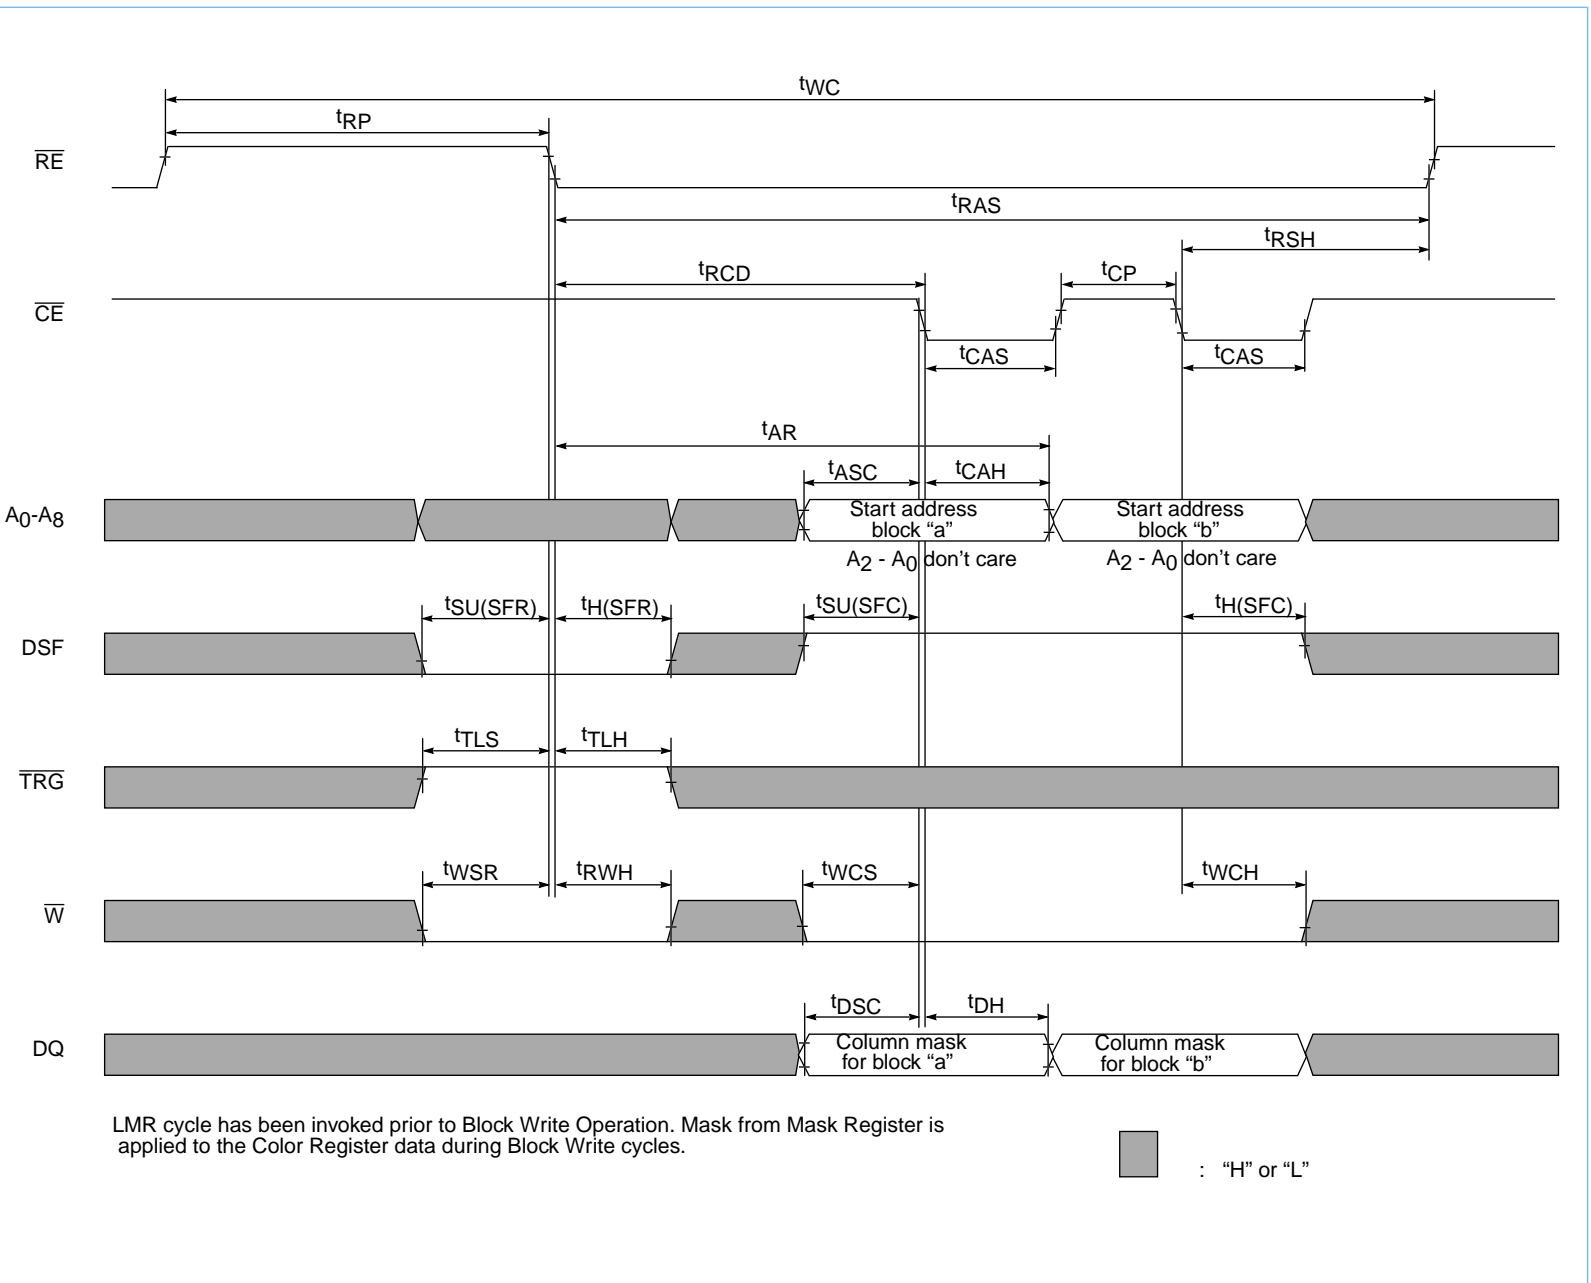 tWC
tRP
RE
tRAS
tRSH
tRCD
tCP
CE
tCAS
tCAS
tAR
tASC
tCAH
A0-A8
Start address
block “a”
Start address
block “b”
A2 - A0 don’t care
A2 - A0 don’t care
tSU(SFR)
tH(SFR)
tSU(SFC)
tH(SFC)
DSF
tTLS
tTLH
TRG
tWSR
tRWH
tWCS
tWCH
W
tDSC
tDH
DQ
Column mask
for block “a”
Column mask
for block “b”
LMR cycle has been invoked prior to Block Write Operation. Mask from Mask Register is
applied to the Color Register data during Block Write cycles.
: “H” or “L”